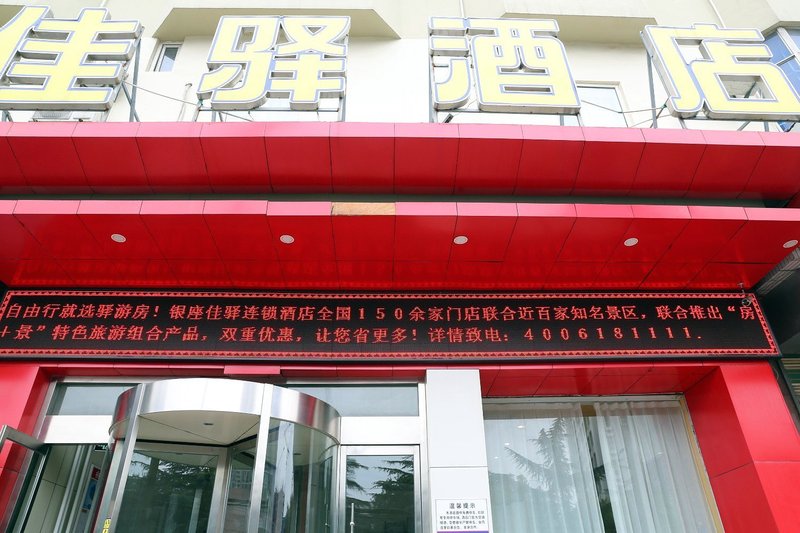 佳驿酒店
自由行就选驿游房！银座佳驿连锁酒店全国150余家门店联合近百家知名景区，联合推出“房
+景”特色旅游组合产品，双重优惠，让您省更多！详情致电：4006181111.
温馨提示